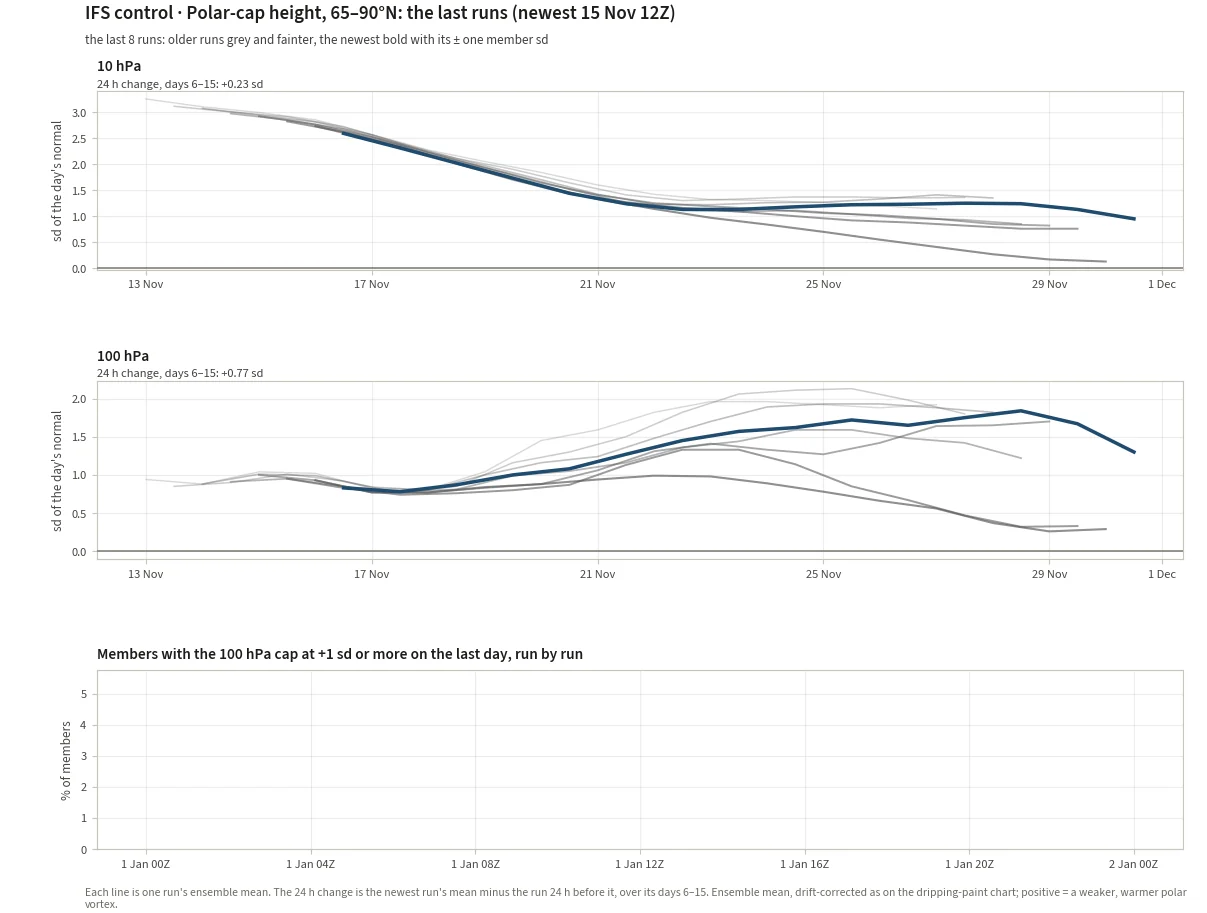 IFS control · Polar-cap height, 65–90°N: the last runs (newest 15 Nov 12Z)
the last 8 runs: older runs grey and fainter, the newest bold with its ± one member sd
10 hPa
24 h change, days 6–15: +0.23 sd
sd of the day's normal
3.0
2.5
2.0
1.5
1.0
0.5
0.0
13 Nov
17 Nov
21 Nov
25 Nov
29 Nov
1 Dec
100 hPa
24 h change, days 6–15: +0.77 sd
sd of the day's normal
2.0
1.5
1.0
0.5
0.0
13 Nov
17 Nov
21 Nov
25 Nov
29 Nov
1 Dec
Members with the 100 hPa cap at +1 sd or more on the last day, run by run
% of members
5
4
3
2
1
0
1 Jan 00Z
1 Jan 04Z
1 Jan 08Z
1 Jan 12Z
1 Jan 16Z
1 Jan 20Z
2 Jan 00Z
Each line is one run's ensemble mean. The 24 h change is the newest run's mean minus the run 24 h before it, over its days 6–15. Ensemble mean, drift-corrected as on the dripping-paint chart; positive = a weaker, warmer polar
vortex.